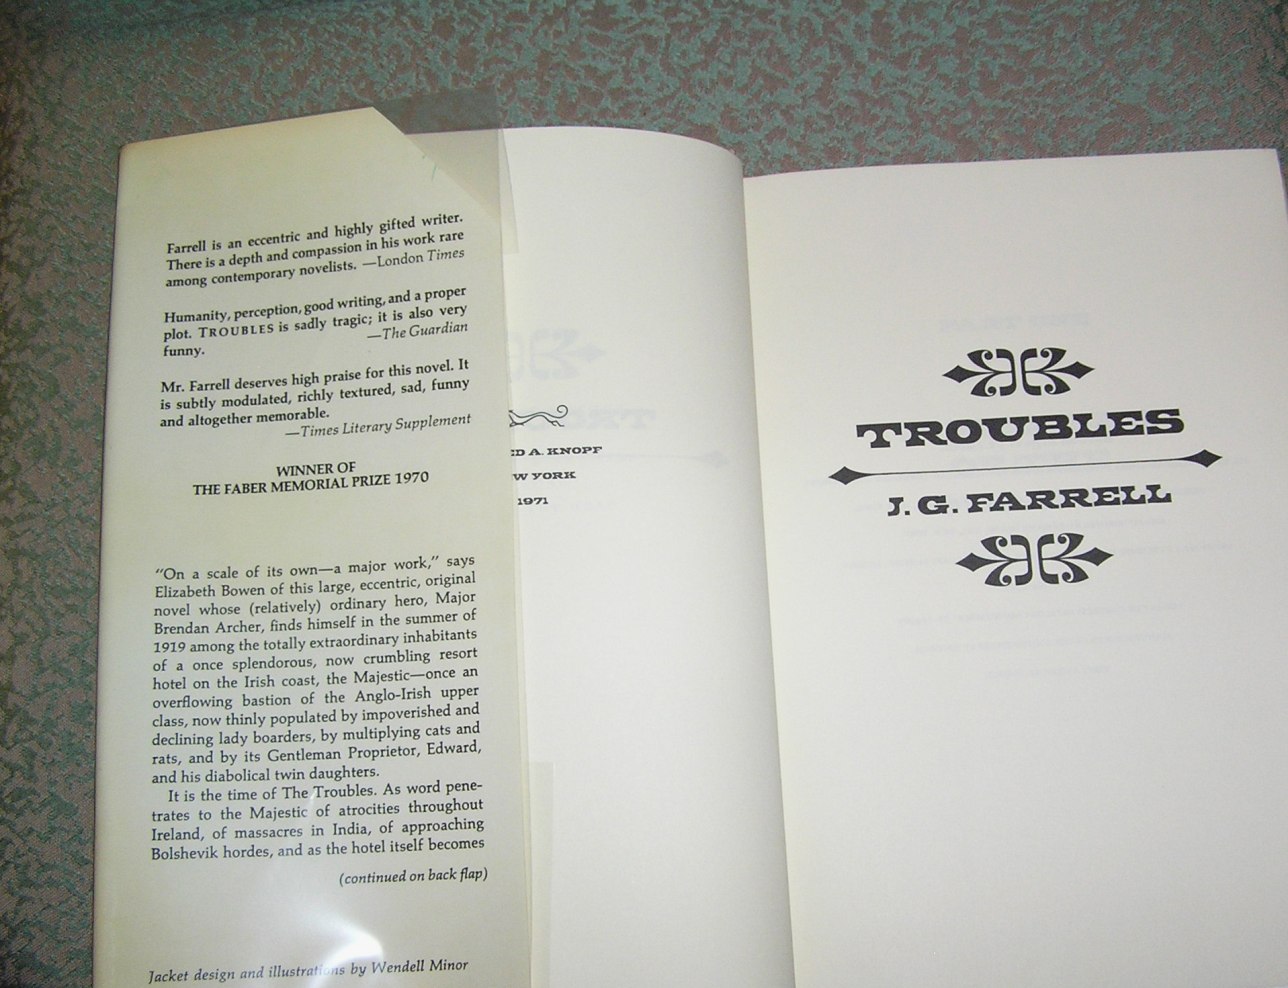 Farrell is an eccentric and highly gifted writer.
There is a depth and compassion in his work rare
among contemporary novelists. —London Times
Humanity, perception, good writing, and a proper
plot. TROUBLES is sadly tragic; it is also very
funny. —The Guardian
Mr. Farrell deserves high praise for this novel. It
is subtly modulated, richly textured, sad, funny
and altogether memorable.
—Times Literary Supplement
WINNER OF
THE FABER MEMORIAL PRIZE 1970
"On a scale of its own—a major work," says
Elizabeth Bowen of this large, eccentric, original
novel whose (relatively) ordinary hero, Major
Brendan Archer, finds himself in the summer of
1919 among the totally extraordinary inhabitants
of a once splendorous, now crumbling resort
hotel on the Irish coast, the Majestic—once an
overflowing bastion of the Anglo-Irish upper
class, now thinly populated by impoverished and
declining lady boarders, by multiplying cats and
rats, and by its Gentleman Proprietor, Edward,
and his diabolical twin daughters.
It is the time of The Troubles. As word pene-
trates to the Majestic of atrocities throughout
Ireland, of massacres in India, of approaching
Bolshevik hordes, and as the hotel itself becomes
(continued on back flap)
Jacket design and illustrations by Wendell Minor
ED A. KNOPF
W YORK
1971
TROUBLES
J. G. FARRELL